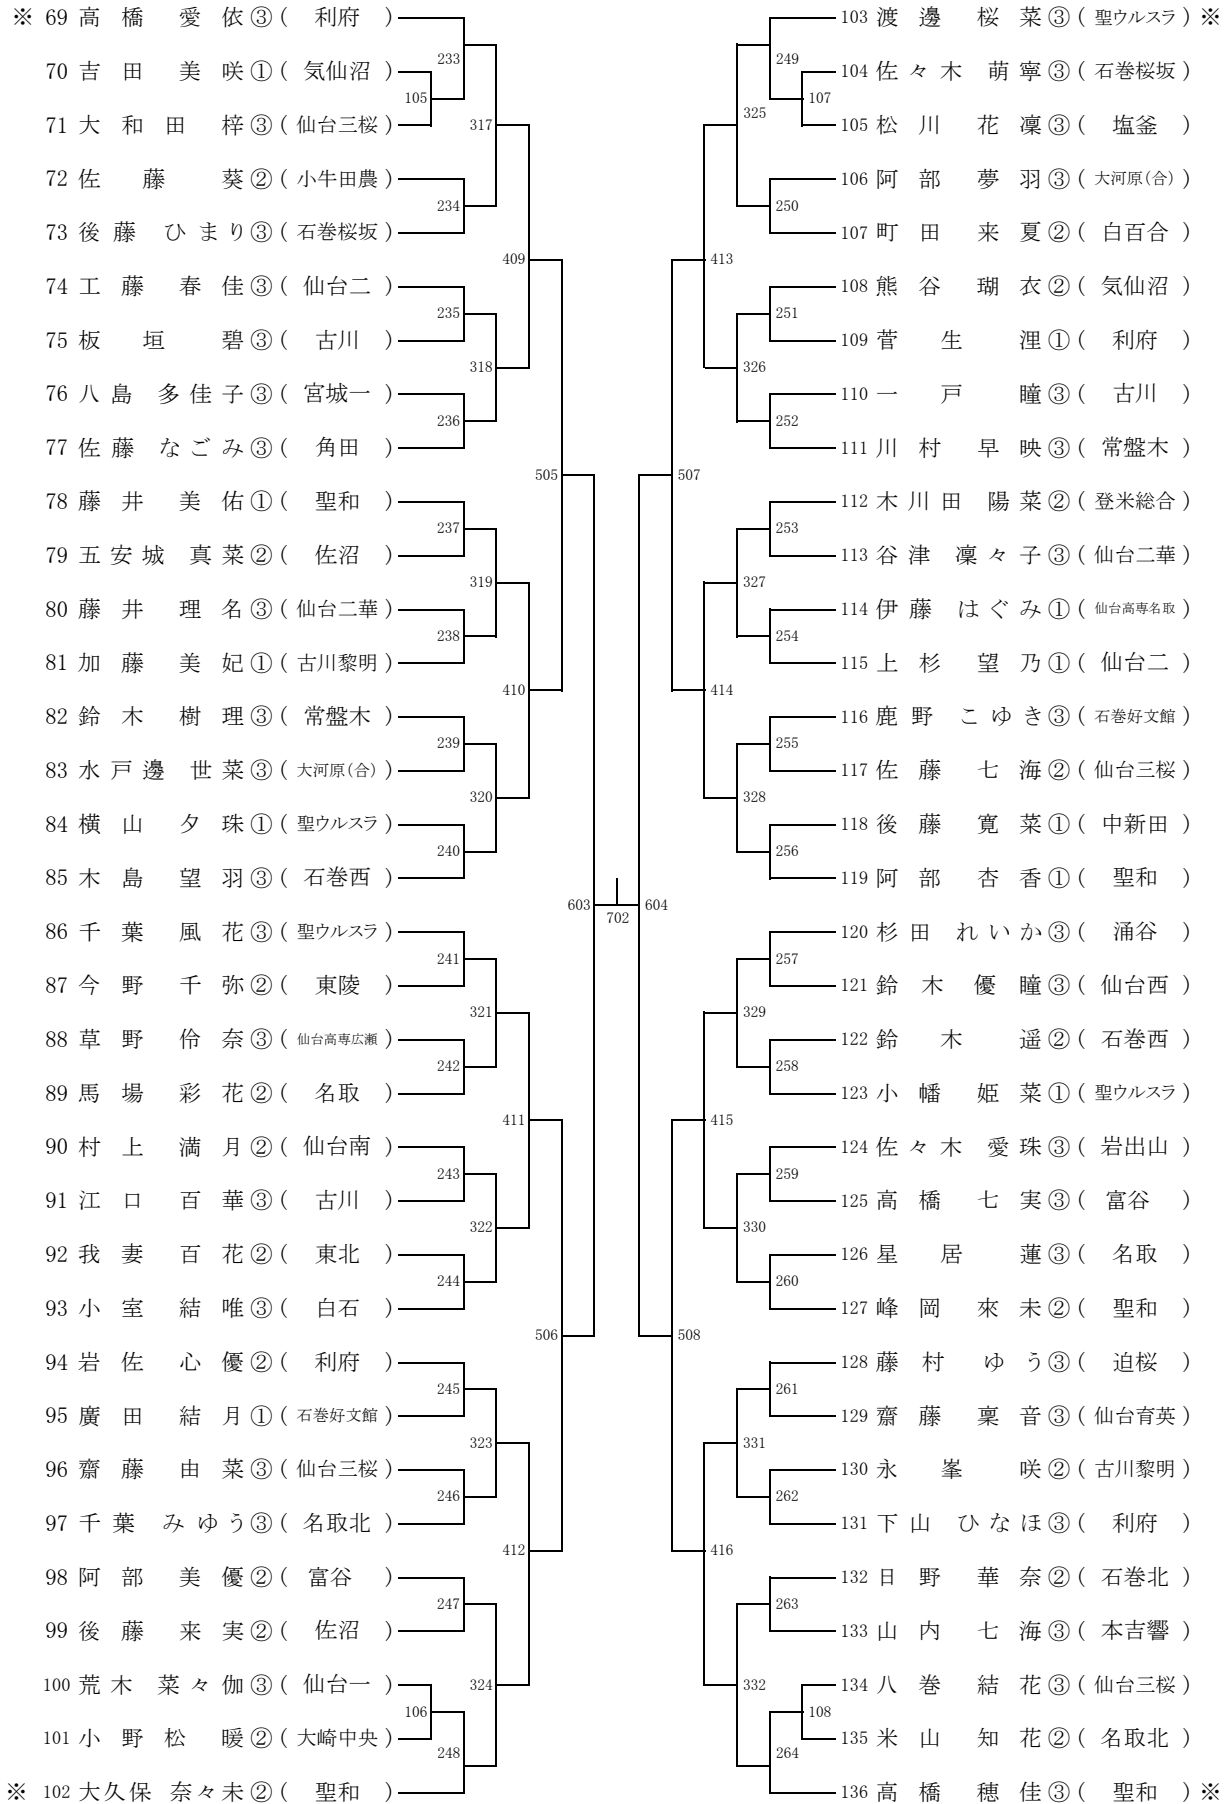 ※ 69 高橋 愛依③(利府)
70 吉田 美咲①(気仙沼)
71 大和田 梓③(仙台三桜)
72 佐藤 葵②(小牛田農)
73 後藤 ひまり③(石巻桜坂)
74 工藤 春佳③(仙台二)
75 板垣 碧③(古川)
76 八島 多佳子③(宮城一)
77 佐藤 なごみ③(角田)
78 藤井 美佑①(聖和)
79 五安城 真菜②(佐沼)
80 藤井 理名③(仙台二華)
81 加藤 美妃①(古川黎明)
82 鈴木 樹理③(常盤木)
83 水戸邊 世菜③(大河原(合))
84 横山 夕珠①(聖ウルスラ)
85 木島 望羽③(石巻西)
86 千葉 風花③(聖ウルスラ)
87 今野 千弥②(東陵)
88 草野 伶奈③(仙台高専広瀬)
89 馬場 彩花②(名取)
90 村上 満月②(仙台南)
91 江口 百華③(古川)
92 我妻 百花②(東北)
93 小室 結唯③(白石)
94 岩佐 心優②(利府)
95 廣田 結月①(石巻好文館)
96 齋藤 由菜③(仙台三桜)
97 千葉 みゆう③(名取北)
98 阿部 美優②(富谷)
99 後藤 来実②(佐沼)
100 荒木 菜々伽③(仙台一)
101 小野松 暖②(大崎中央)
※ 102 大久保 奈々未②(聖和)
105
106
233
234
235
236
237
238
239
240
241
242
243
244
245
246
247
248
317
318
319
320
321
322
323
324
409
410
411
412
505
506
603
702
604
507
508
413
414
415
416
325
326
327
328
329
330
331
332
249
250
251
252
253
254
255
256
257
258
259
260
261
262
263
264
107
108
103 渡邊 桜菜③(聖ウルスラ)※
104 佐々木 萌寧③(石巻桜坂)
105 松川 花凜③(塩釜)
106 阿部 夢羽③(大河原(合))
107 町田 来夏②(白百合)
108 熊谷 瑚衣②(気仙沼)
109 菅生 浬①(利府)
110 一戸 瞳③(古川)
111 川村 早映③(常盤木)
112 木川田 陽菜②(登米総合)
113 谷津 凜々子③(仙台二華)
114 伊藤 はぐみ①(仙台高専名取)
115 上杉 望乃①(仙台二)
116 鹿野 こゆき③(石巻好文館)
117 佐藤 七海②(仙台三桜)
118 後藤 寛菜①(中新田)
119 阿部 杏香①(聖和)
120 杉田 れいか③(涌谷)
121 鈴木 優瞳③(仙台西)
122 鈴木 遥②(石巻西)
123 小幡 姫菜①(聖ウルスラ)
124 佐々木 愛珠③(岩出山)
125 高橋 七実③(富谷)
126 星居 蓮③(名取)
127 峰岡 來未②(聖和)
128 藤村 ゆう③(迫桜)
129 齋藤 稟音③(仙台育英)
130 永峯 咲②(古川黎明)
131 下山 ひなほ③(利府)
132 日野 華奈②(石巻北)
133 山内 七海③(本吉響)
134 八巻 結花③(仙台三桜)
135 米山 知花②(名取北)
136 高橋 穂佳③(聖和)※